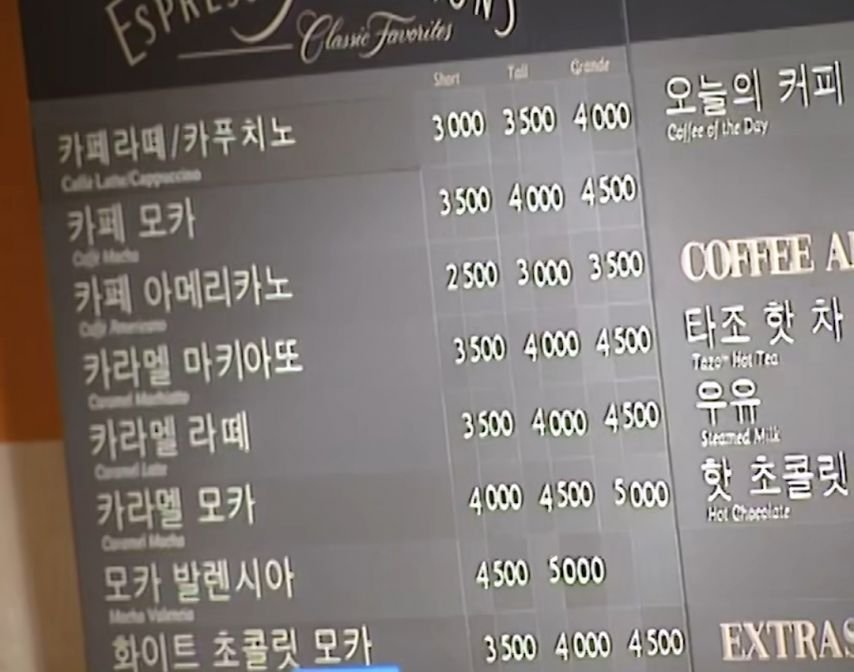 Classic Favorites
Short Tall Grande
카페라떼/카푸치노 3000 3500 4000
Caffe Latte/Cappuccino
카페 모카 3500 4000 4500
Caffe Mocha
카페 아메리카노 2500 3000 3500
Caffe Americano
카라멜 마키아또 3500 4000 4500
Caramel Macchiato
카라멜 라떼 3500 4000 4500
Caramel Latte
카라멜 모카 4000 4500 5000
Caramel Mocha
모카 발렌시아 4500 5000
Mocha Valencia
화이트 초콜릿 모카 3500 4000 4500
오늘의 커피
Coffee of the Day
COFFEE
타조 핫 차
Tazo™ Hot Tea
우유
Steamed Milk
핫 초콜릿
Hot Chocolate
EXTRAS